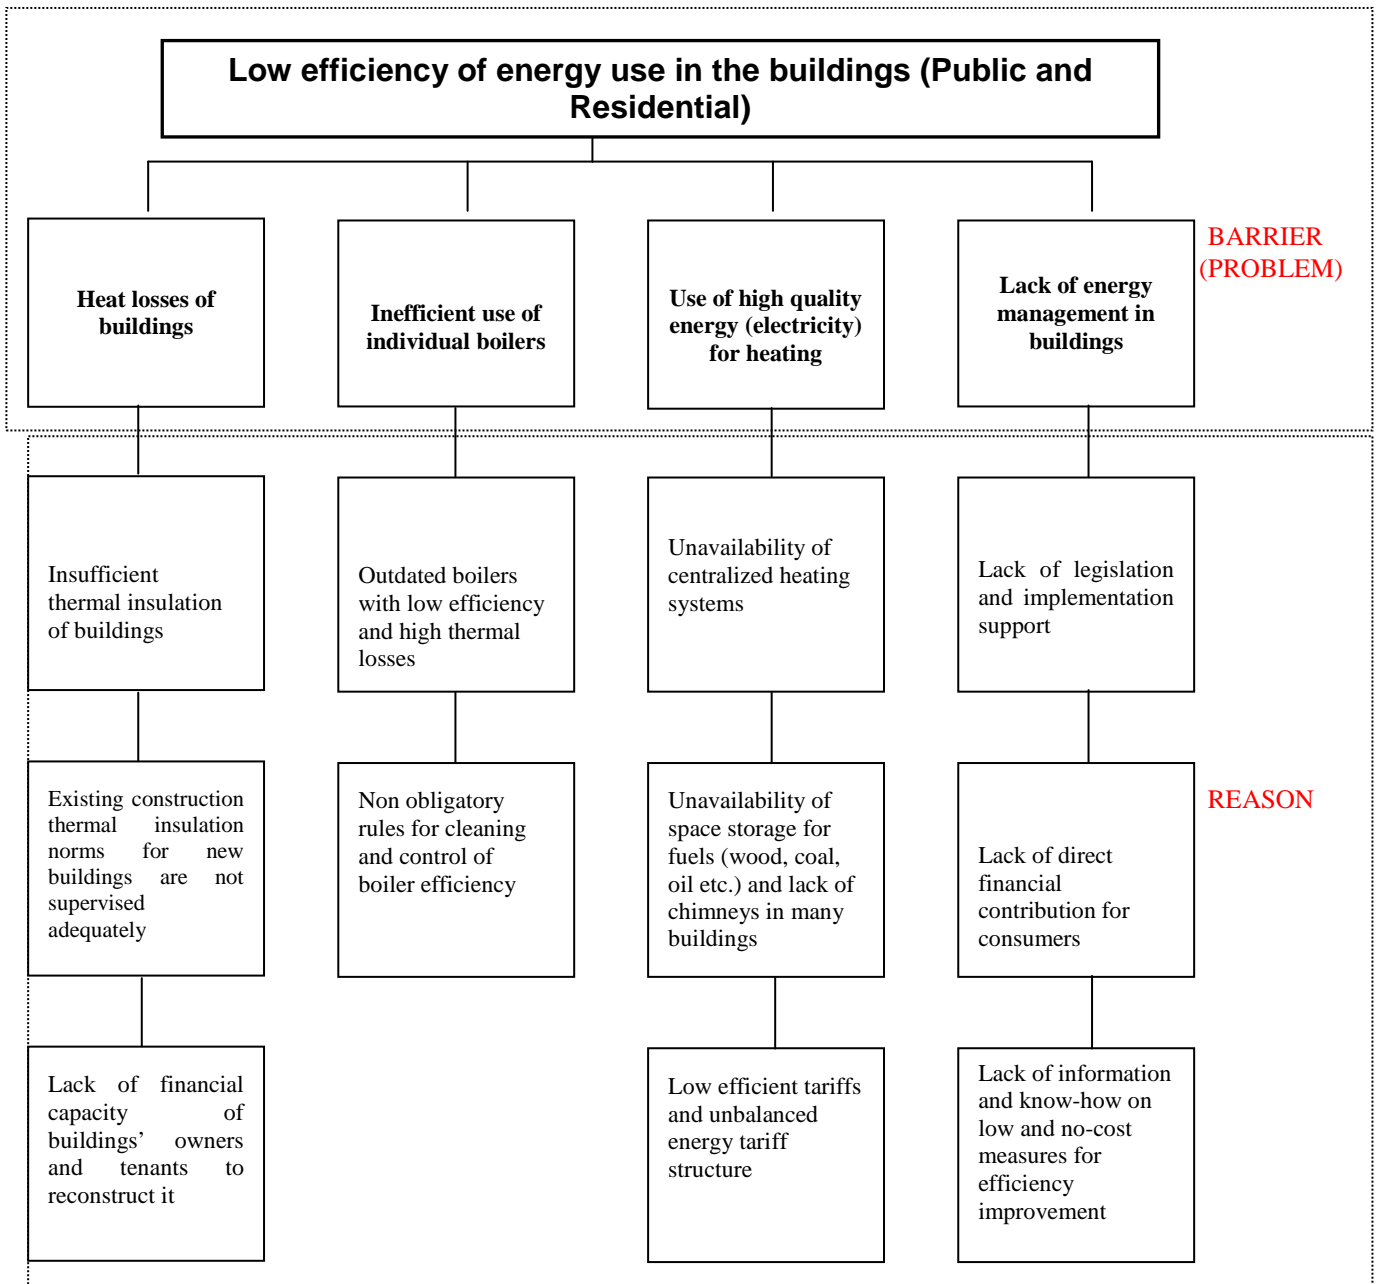 Low efficiency of energy use in the buildings (Public and
Residential)
Heat losses of
buildings
Inefficient use of
individual boilers
Use of high quality
energy (electricity)
for heating
Lack of energy
management in
buildings
BARRIER
(PROBLEM)
Insufficient
thermal insulation
of buildings
Outdated boilers
with low efficiency
and high thermal
losses
Unavailability of
centralized heating
systems
Lack of legislation
and implementation
support
Existing construction
thermal insulation
norms for new
buildings are not
supervised
adequately
Non obligatory
rules for cleaning
and control of
boiler efficiency
Unavailability of
space storage for
fuels (wood, coal,
oil etc.) and lack of
chimneys in many
buildings
Lack of direct
financial
contribution for
consumers
REASON
Lack of financial
capacity of
buildings’ owners
and tenants to
reconstruct it
Low efficient tariffs
and unbalanced
energy tariff
structure
Lack of information
and know-how on
low and no-cost
measures for
efficiency
improvement